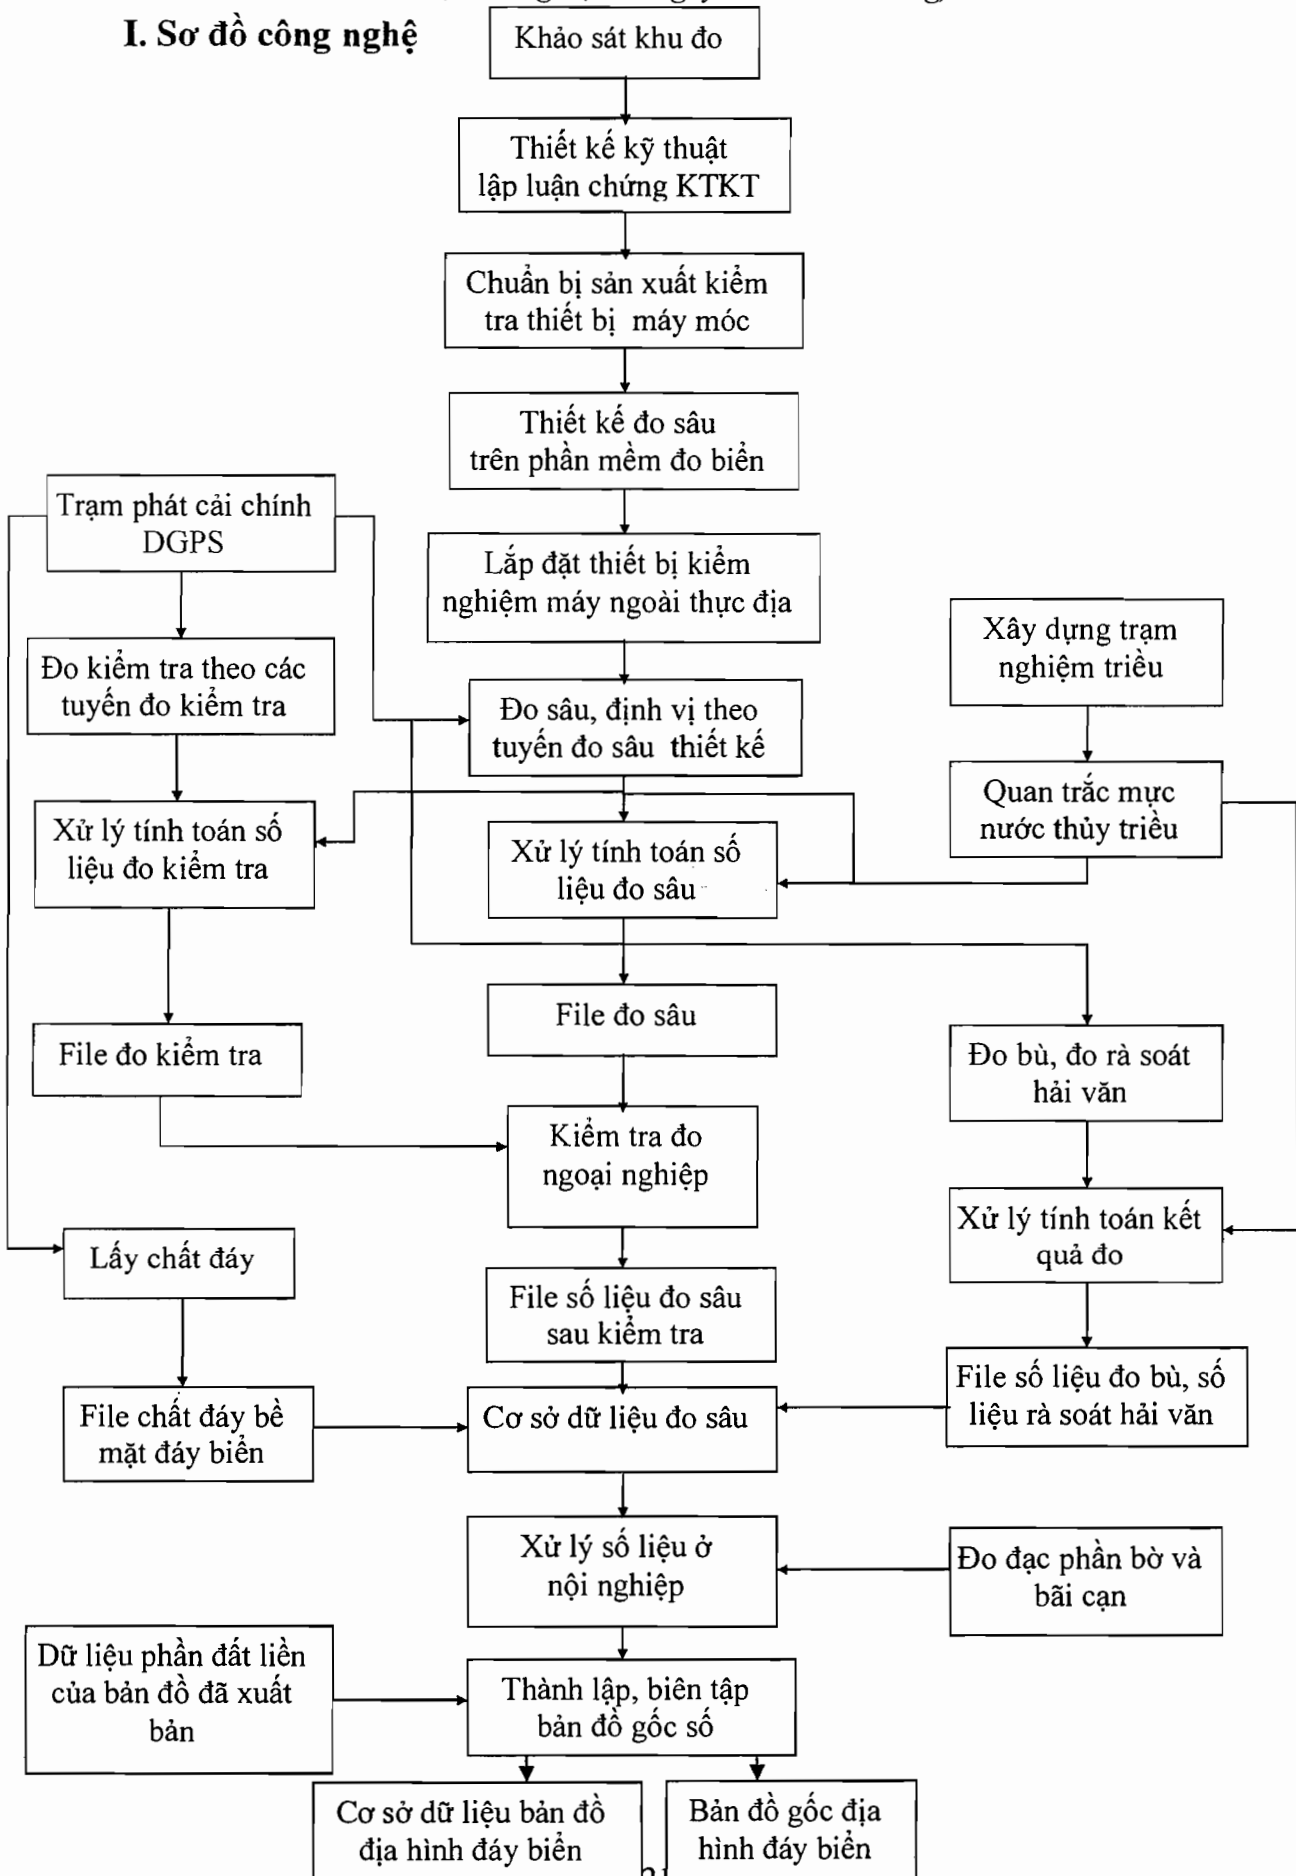 I. Sơ đồ công nghệ
Khảo sát khu đo
Thiết kế kỹ thuật
lập luận chứng KTKT
Chuẩn bị sản xuất kiểm
tra thiết bị máy móc
Thiết kế đo sâu
trên phần mềm đo biển
Trạm phát cải chính
DGPS
Lắp đặt thiết bị kiểm
nghiệm máy ngoài thực địa
Xây dựng trạm
nghiệm triều
Đo kiểm tra theo các
tuyến đo kiểm tra
Đo sâu, định vị theo
tuyến đo sâu thiết kế
Quan trắc mực
nước thủy triều
Xử lý tính toán số
liệu đo kiểm tra
Xử lý tính toán số
liệu đo sâu
File đo sâu
File đo kiểm tra
Đo bù, đo rà soát
hải văn
Kiểm tra đo
ngoại nghiệp
Xử lý tính toán kết
quả đo
Lấy chất đáy
File số liệu đo sâu
sau kiểm tra
File số liệu đo bù, số
liệu rà soát hải văn
File chất đáy bề
mặt đáy biển
Cơ sở dữ liệu đo sâu
Xử lý số liệu ở
nội nghiệp
Đo đạc phần bờ và
bãi cạn
Dữ liệu phần đất liền
của bản đồ đã xuất
bản
Thành lập, biên tập
bản đồ gốc số
Cơ sở dữ liệu bản đồ
địa hình đáy biển
Bản đồ gốc địa
hình đáy biển